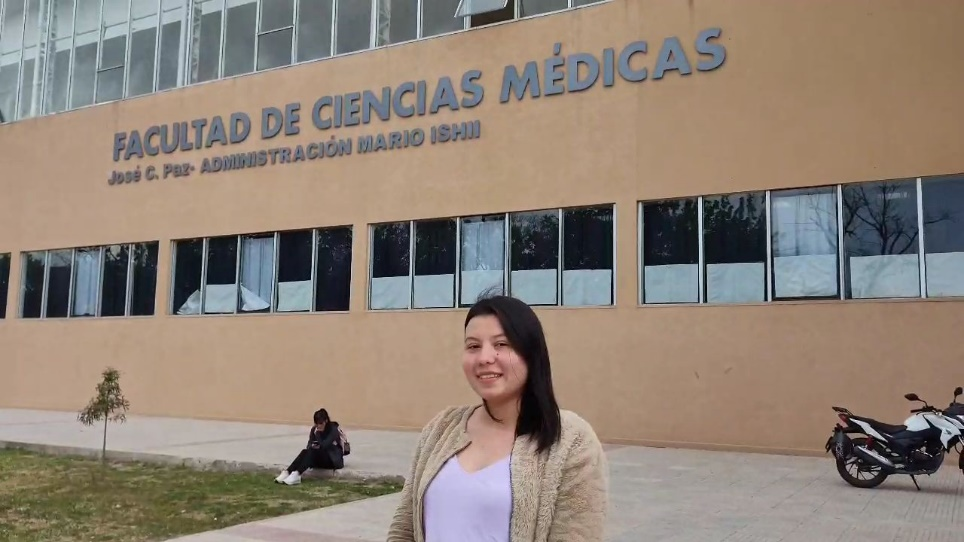 FACULTAD DE CIENCIAS MÉDICAS
José C. Paz- ADMINISTRACIÓN MARIO ISHII